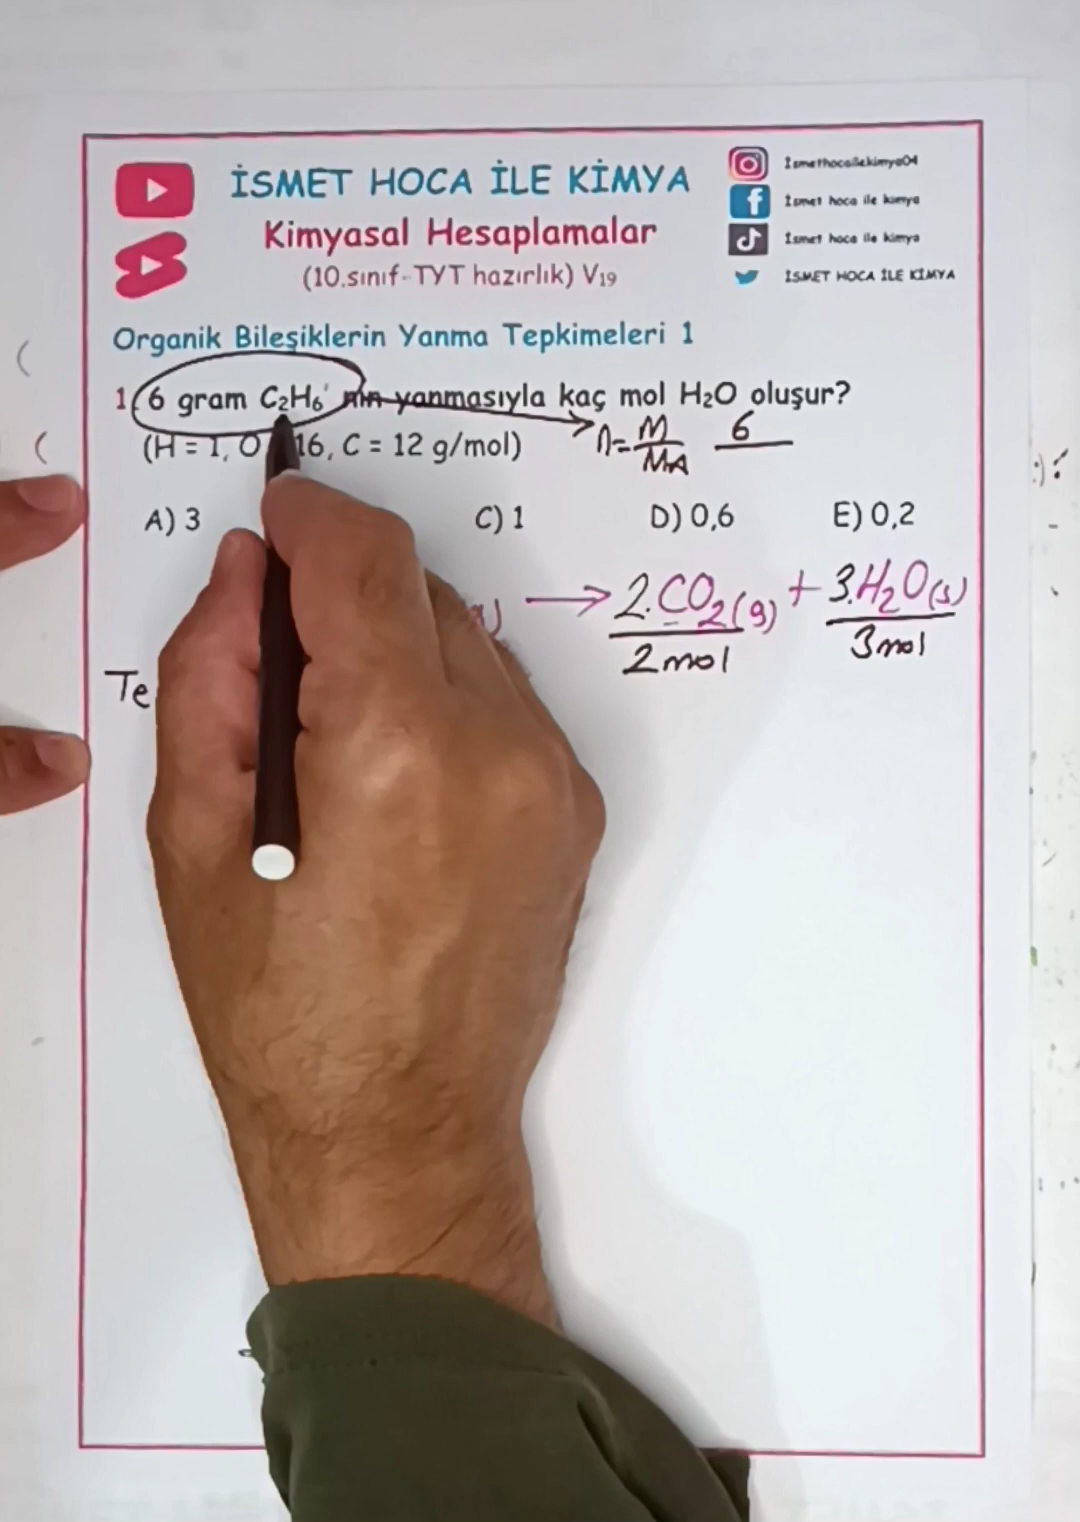 İSMET HOCA İLE KİMYA
Kimyasal Hesaplamalar
(10.sınıf-TYT hazırlık) V19
İsmethocailekimya04
İsmet hoca ile kimya
İsmet hoca ile kimya
İSMET HOCA İLE KİMYA
Organik Bileşiklerin Yanma Tepkimeleri 1
1. 6 gram C₂H₆' nın yanmasıyla kaç mol H₂O oluşur?
(H = 1, O 16, C = 12 g/mol)
n= M/MA 6
A) 3 C) 1 D) 0,6 E) 0,2
→ 2.CO₂(g) + 3.H₂O(s)
2mol 3mol
Te